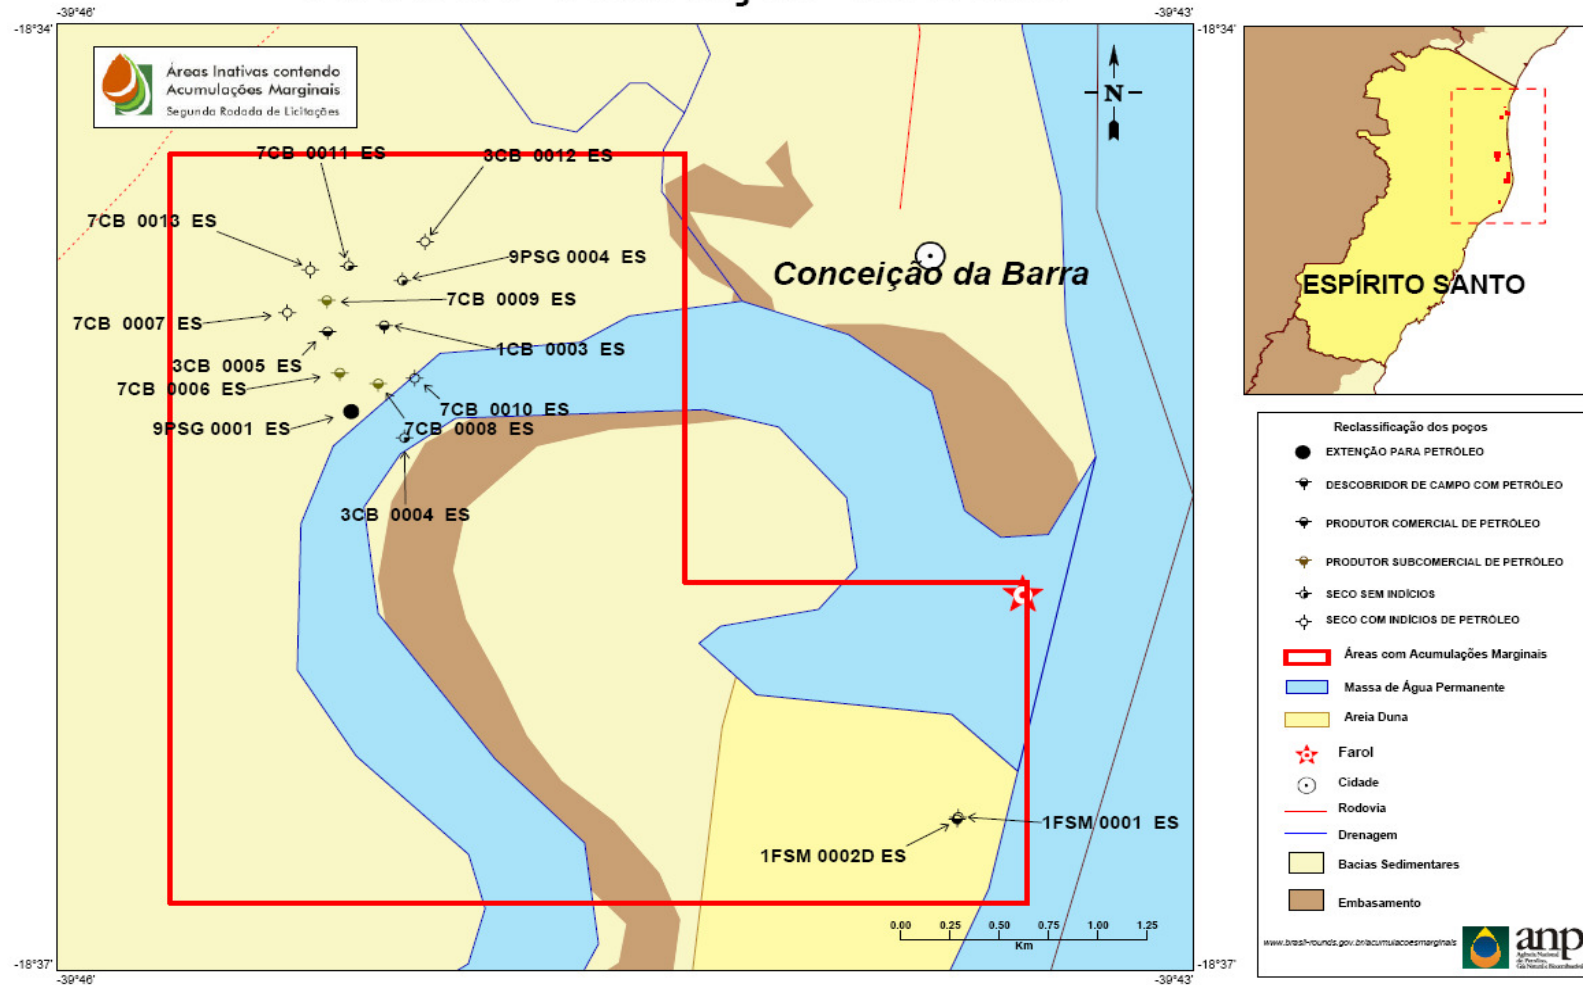 -39°46'
-39°43'
-18°34'
-18°34'
Áreas Inativas contendo
Acumulações Marginais
Segunda Rodada de Licitações
N
7CB 0011 ES
3CB 0012 ES
7CB 0013 ES
9PSG 0004 ES
7CB 0009 ES
7CB 0007 ES
1CB 0003 ES
3CB 0005 ES
7CB 0006 ES
7CB 0010 ES
9PSG 0001 ES
7CB 0008 ES
3CB 0004 ES
Conceição da Barra
1FSM 0001 ES
1FSM 0002D ES
0.00 0.25 0.50 0.75 1.00 1.25
Km
-18°37'
-18°37'
-39°46'
-39°43'
ESPÍRITO SANTO
Reclassificação dos poços
EXTENÇÃO PARA PETRÓLEO
DESCOBRIDOR DE CAMPO COM PETRÓLEO
PRODUTOR COMERCIAL DE PETRÓLEO
PRODUTOR SUBCOMERCIAL DE PETRÓLEO
SECO SEM INDÍCIOS
SECO COM INDÍCIOS DE PETRÓLEO
Áreas com Acumulações Marginais
Massa de Água Permanente
Areia Duna
Farol
Cidade
Rodovia
Drenagem
Bacias Sedimentares
Embasamento
www.brasil-rounds.gov.br/acumulacoesmarginais
anp